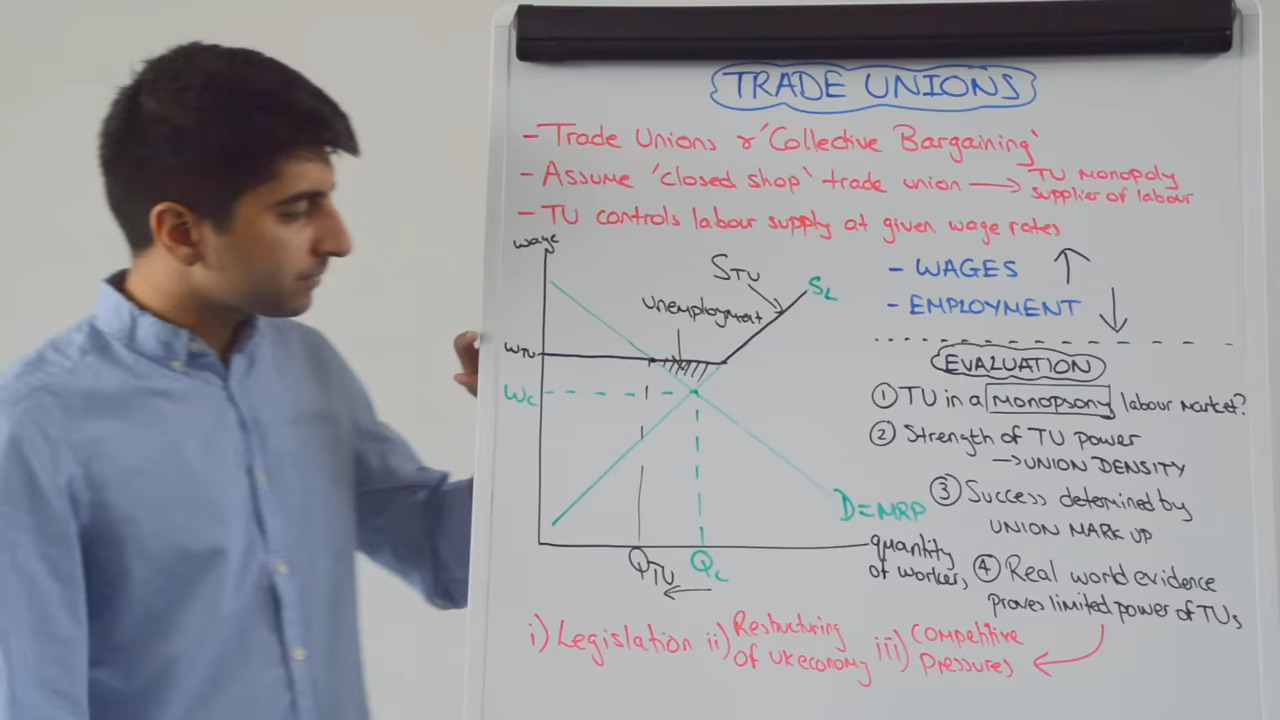 TRADE UNIONS
- Trade Unions & 'Collective Bargaining'
- Assume 'closed shop' trade union → TU MONOPOLY
supplier of labour
- TU controls labour supply at given wage rates
wage
STU
SL
unemployment
WTU
WC
D=MRP
quantity
of workers
QTU
QC
- WAGES ↑
- EMPLOYMENT ↓
EVALUATION
① TU in a monopsony labour market?
② Strength of TU power
→ UNION DENSITY
③ Success determined by
UNION MARK UP
④ Real world evidence
proves limited power of TUs
i) Legislation ii) Restructuring
of UK economy iii) Competitive
Pressures